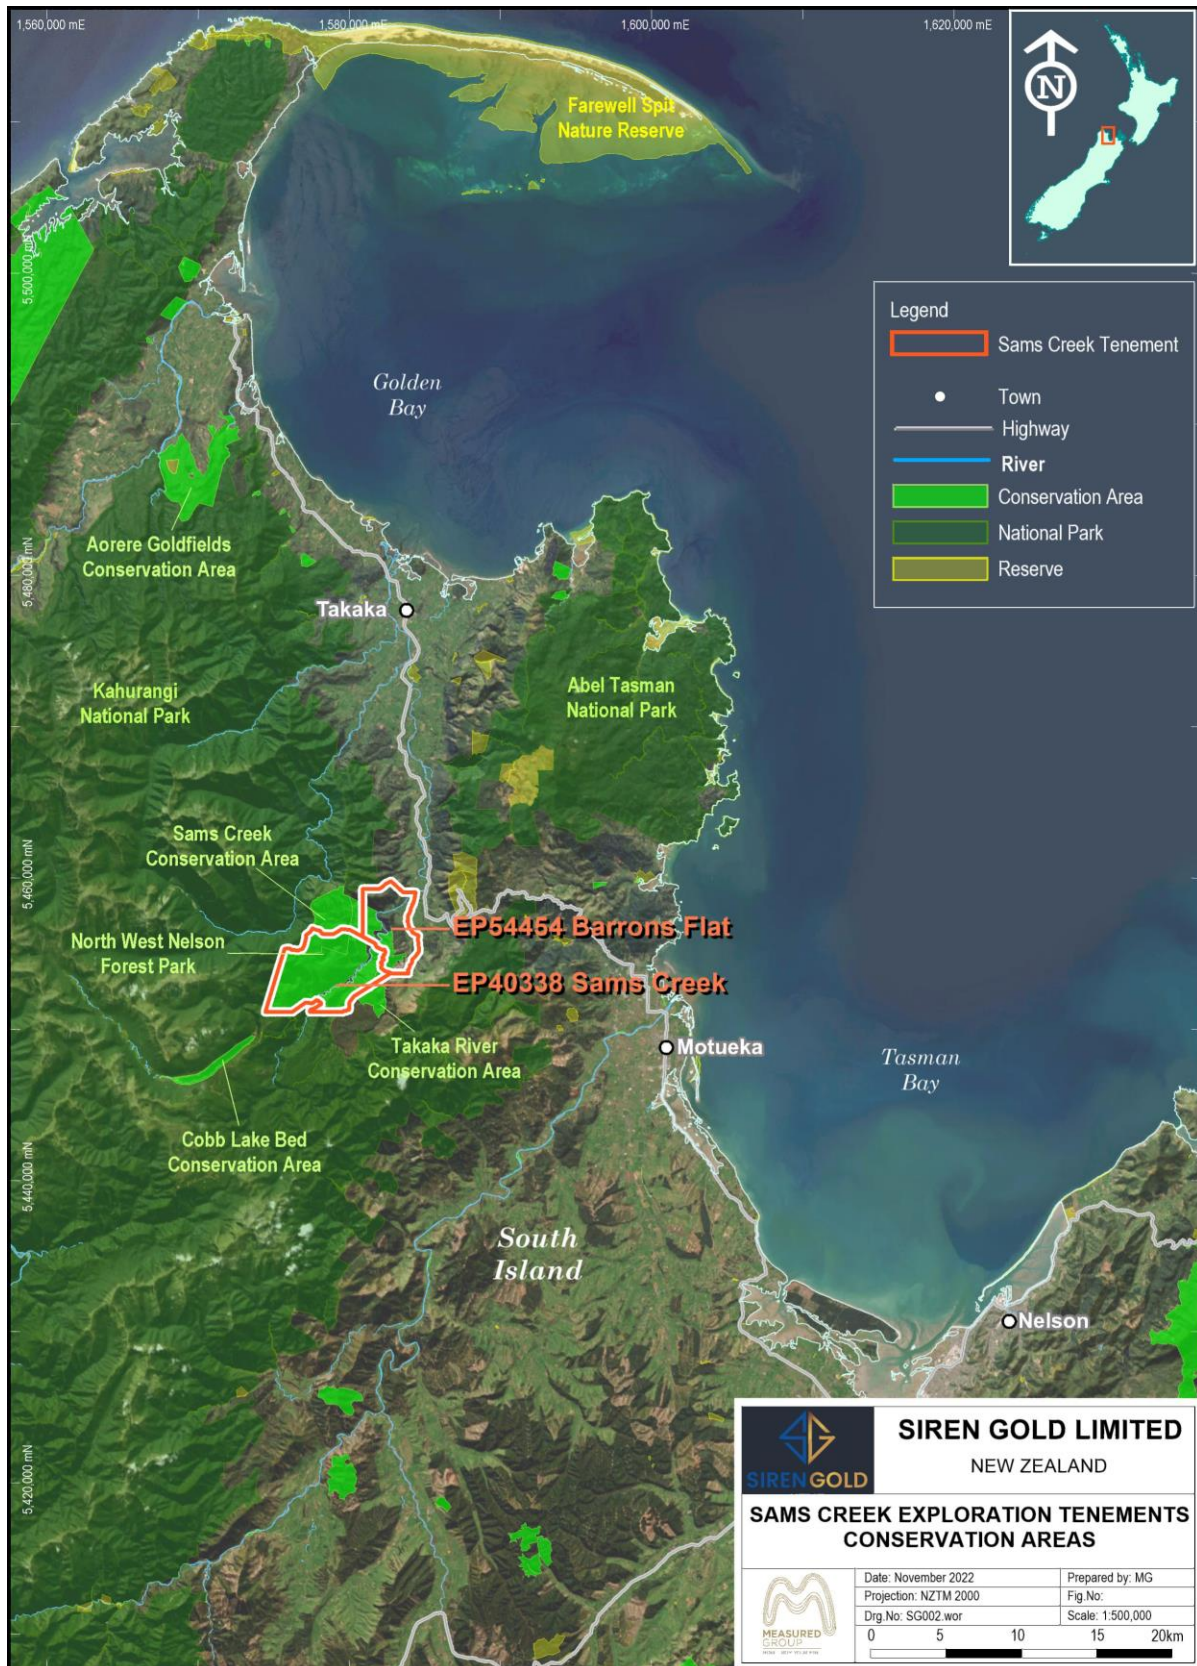 1,560,000 mE
1,580,000 mE
1,600,000 mE
1,620,000 mE
N
Farewell Spit
Nature Reserve
5,500,000 mN
Legend
Sams Creek Tenement
Town
Highway
River
Conservation Area
National Park
Reserve
Golden
Bay
Aorere Goldfields
Conservation Area
5,480,000 mN
Takaka
Kahurangi
National Park
Abel Tasman
National Park
Sams Creek
Conservation Area
5,460,000 mN
EP54454 Barrons Flat
North West Nelson
Forest Park
EP40338 Sams Creek
Takaka River
Conservation Area
Motueka
Tasman
Bay
Cobb Lake Bed
Conservation Area
5,440,000 mN
South
Island
Nelson
5,420,000 mN
SIREN GOLD
SIREN GOLD LIMITED
NEW ZEALAND
SAMS CREEK EXPLORATION TENEMENTS
CONSERVATION AREAS
MEASURED
GROUP
Date: November 2022
Prepared by: MG
Projection: NZTM 2000
Fig.No:
Drg.No: SG002.wor
Scale: 1:500,000
0 5 10 15 20km